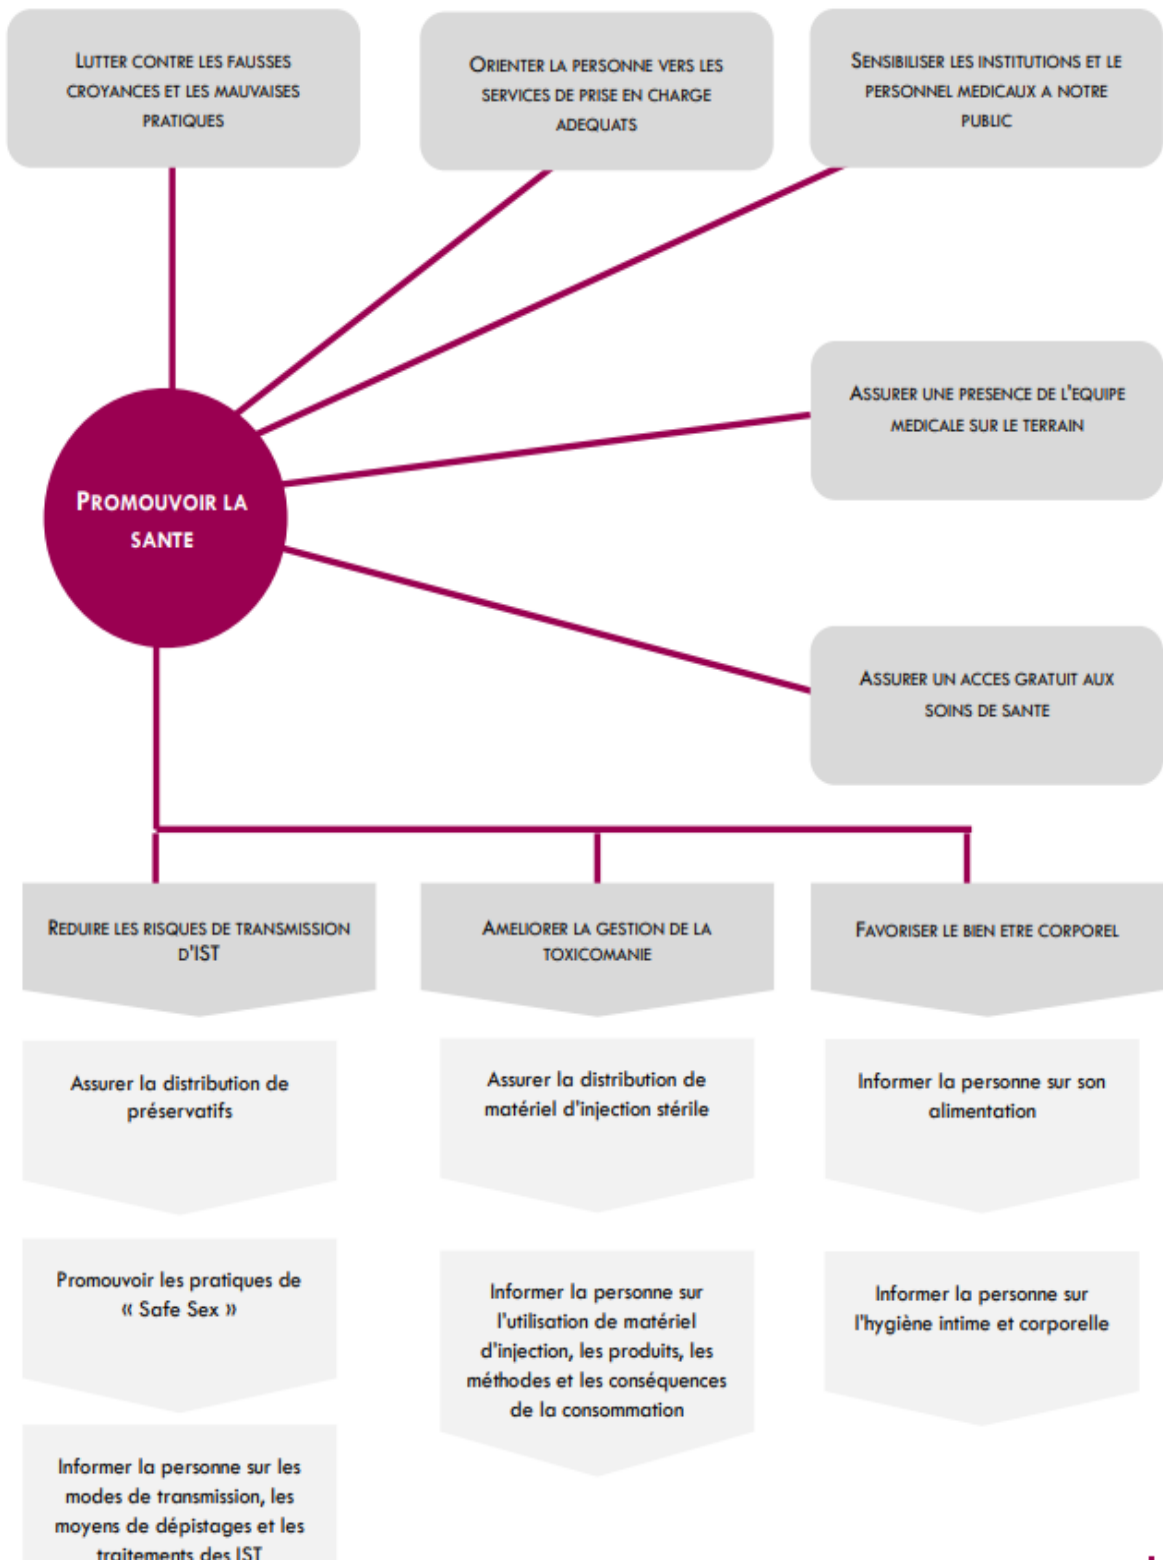 LUTTER CONTRE LES FAUSSES
CROYANCES ET LES MAUVAISES
PRATIQUES
ORIENTER LA PERSONNE VERS LES
SERVICES DE PRISE EN CHARGE
ADEQUATS
SENSIBILISER LES INSTITUTIONS ET LE
PERSONNEL MEDICAUX A NOTRE
PUBLIC
ASSURER UNE PRESENCE DE L'EQUIPE
MEDICALE SUR LE TERRAIN
PROMOUVOIR LA
SANTE
ASSURER UN ACCES GRATUIT AUX
SOINS DE SANTE
REDUIRE LES RISQUES DE TRANSMISSION
D'IST
AMELIORER LA GESTION DE LA
TOXICOMANIE
FAVORISER LE BIEN ETRE CORPOREL
Assurer la distribution de
préservatifs
Assurer la distribution de
matériel d'injection stérile
Informer la personne sur son
alimentation
Promouvoir les pratiques de
« Safe Sex »
Informer la personne sur
l'utilisation de matériel
d'injection, les produits, les
méthodes et les conséquences
de la consommation
Informer la personne sur
l'hygiène intime et corporelle
Informer la personne sur les
modes de transmission, les
moyens de dépistages et les
traitements des IST